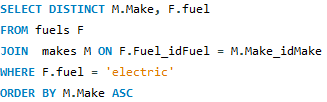 SELECT DISTINCT M.Make, F.fuel
FROM fuels F
JOIN  makes M ON F.Fuel_idFuel = M.Make_idMake
WHERE F.fuel = 'electric'
ORDER BY M.Make ASC